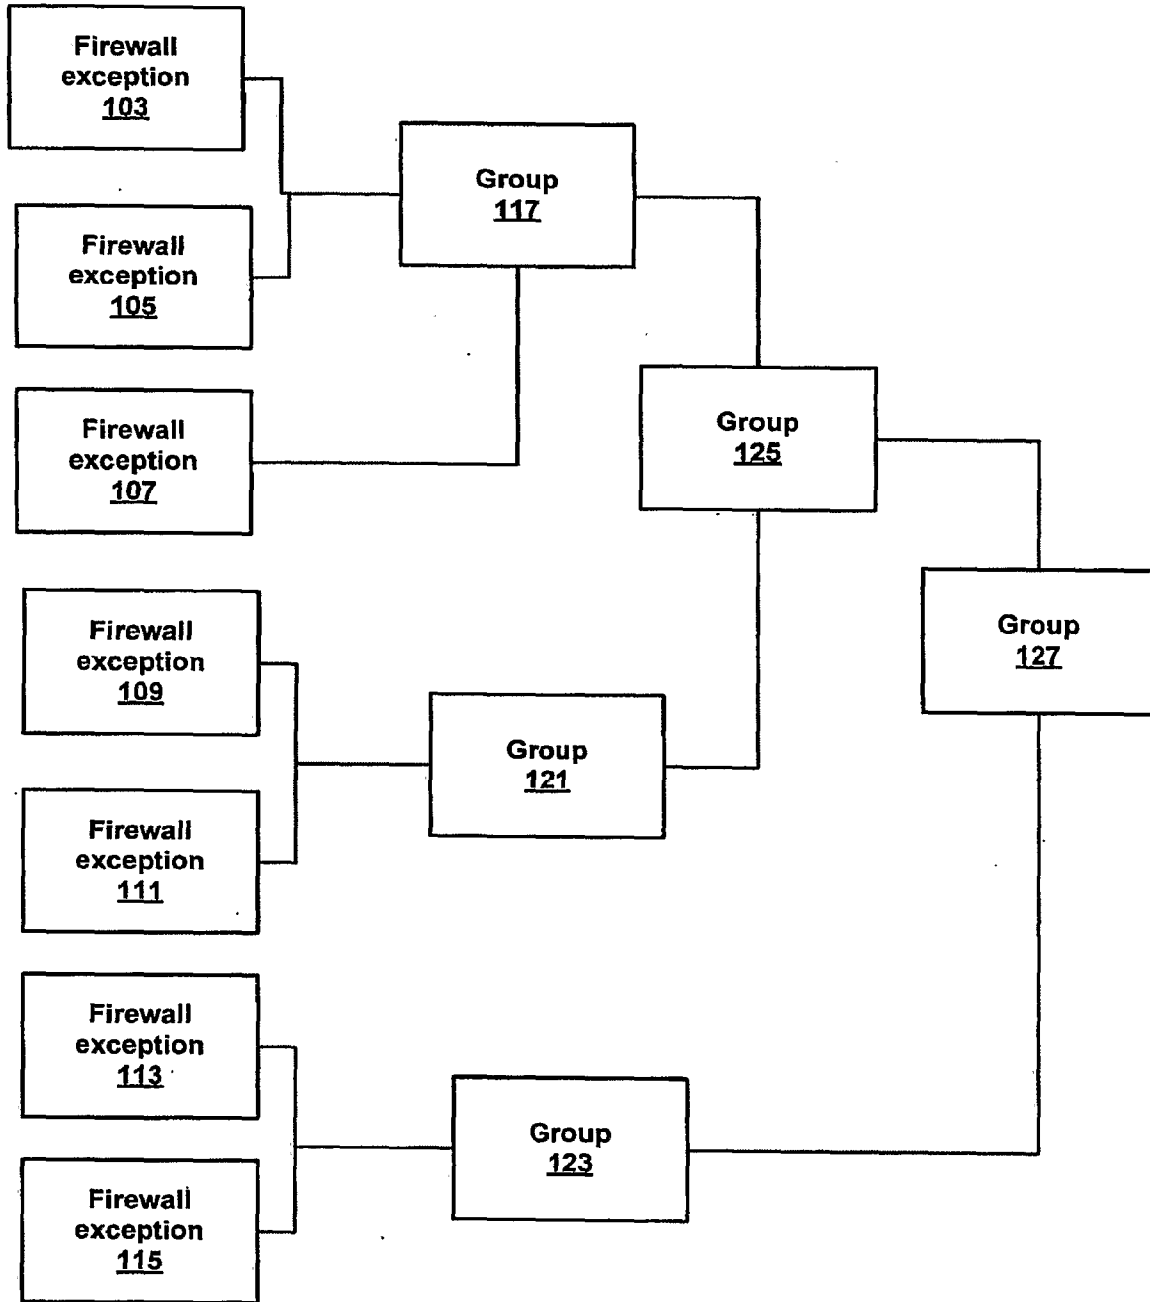 Firewall
exception
103
Group
117
Firewall
exception
105
Firewall
exception
107
Group
125
Firewall
exception
109
Group
127
Group
121
Firewall
exception
111
Firewall
exception
113
Group
123
Firewall
exception
115